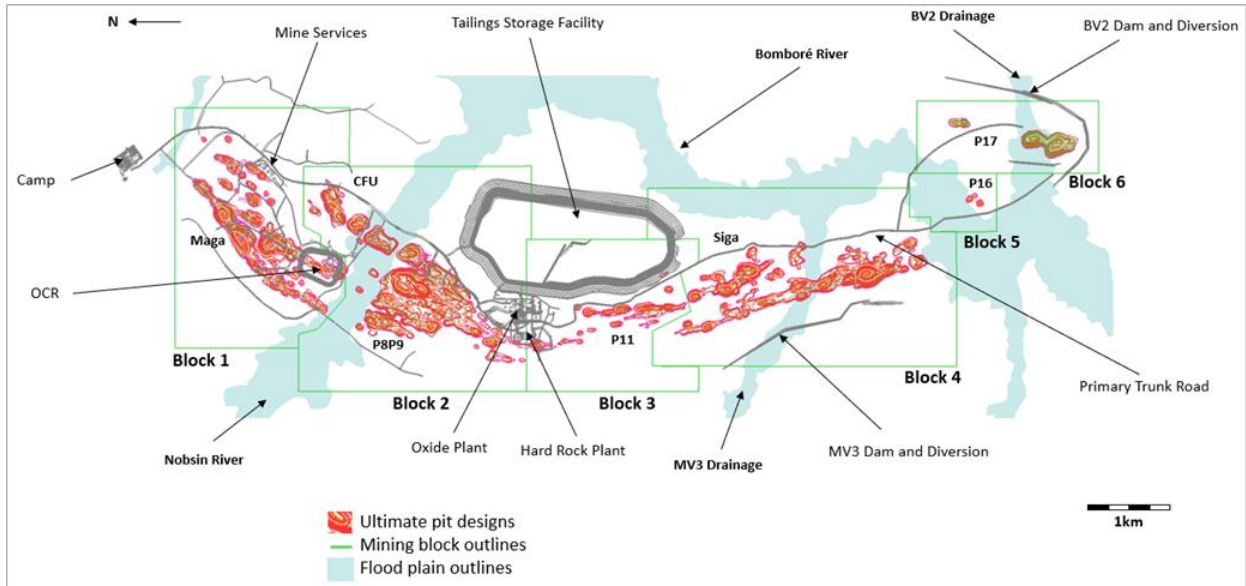 N
BV2 Drainage
Mine Services
Tailings Storage Facility
BV2 Dam and Diversion
Bomboré River
Camp
CFU
P17
P16
Block 6
Maga
Siga
Block 5
OCR
P8P9
P11
Block 1
Block 4
Block 2
Block 3
Primary Trunk Road
Oxide Plant
Hard Rock Plant
Nobsin River
MV3 Drainage
MV3 Dam and Diversion
1km
Ultimate pit designs
Mining block outlines
Flood plain outlines